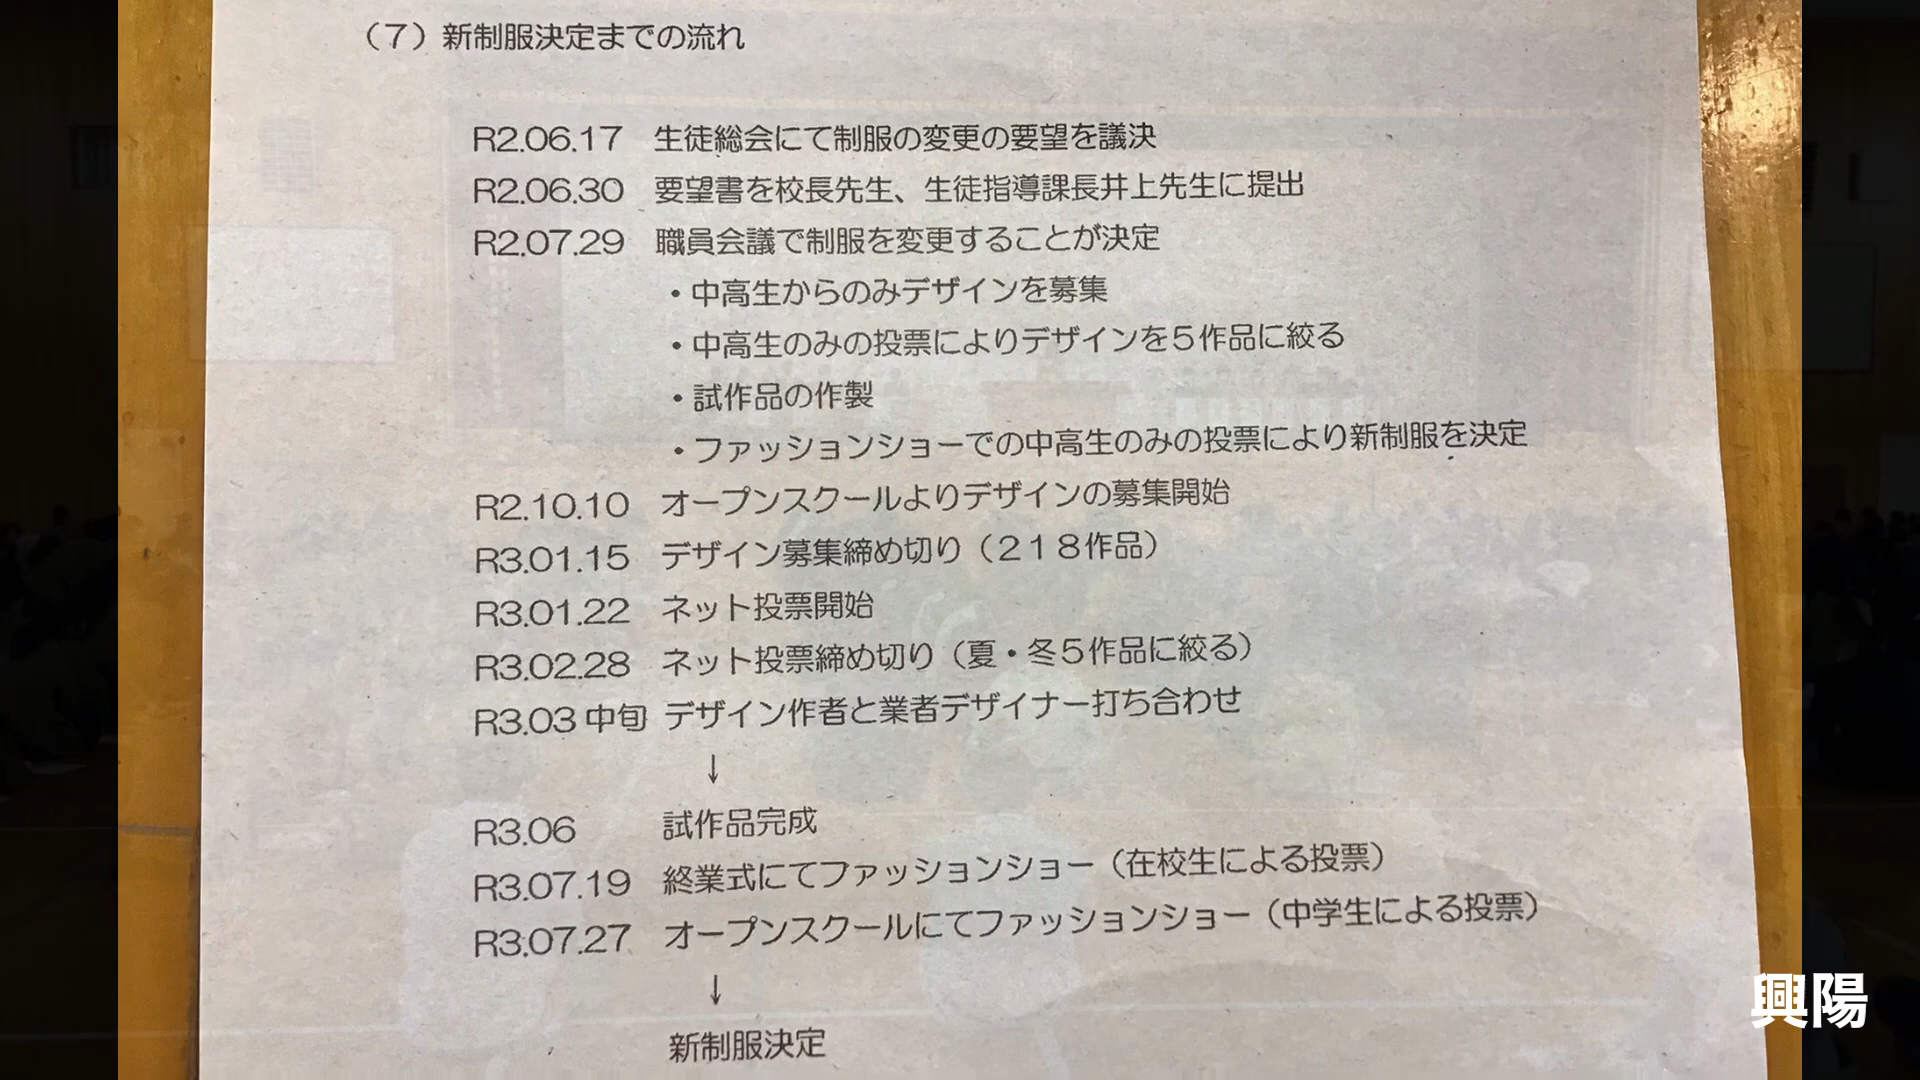 （７）新制服決定までの流れ
R2.06.17 生徒総会にて制服の変更の要望を議決
R2.06.30 要望書を校長先生、生徒指導課長井上先生に提出
R2.07.29 職員会議で制服を変更することが決定
・中高生からのみデザインを募集
・中高生のみの投票によりデザインを５作品に絞る
・試作品の作製
・ファッションショーでの中高生のみの投票により新制服を決定
R2.10.10 オープンスクールよりデザインの募集開始
R3.01.15 デザイン募集締め切り（２１８作品）
R3.01.22 ネット投票開始
R3.02.28 ネット投票締め切り（夏・冬５作品に絞る）
R3.03 中旬 デザイン作者と業者デザイナー打ち合わせ
↓
R3.06 試作品完成
R3.07.19 終業式にてファッションショー（在校生による投票）
R3.07.27 オープンスクールにてファッションショー（中学生による投票）
↓
新制服決定
興陽